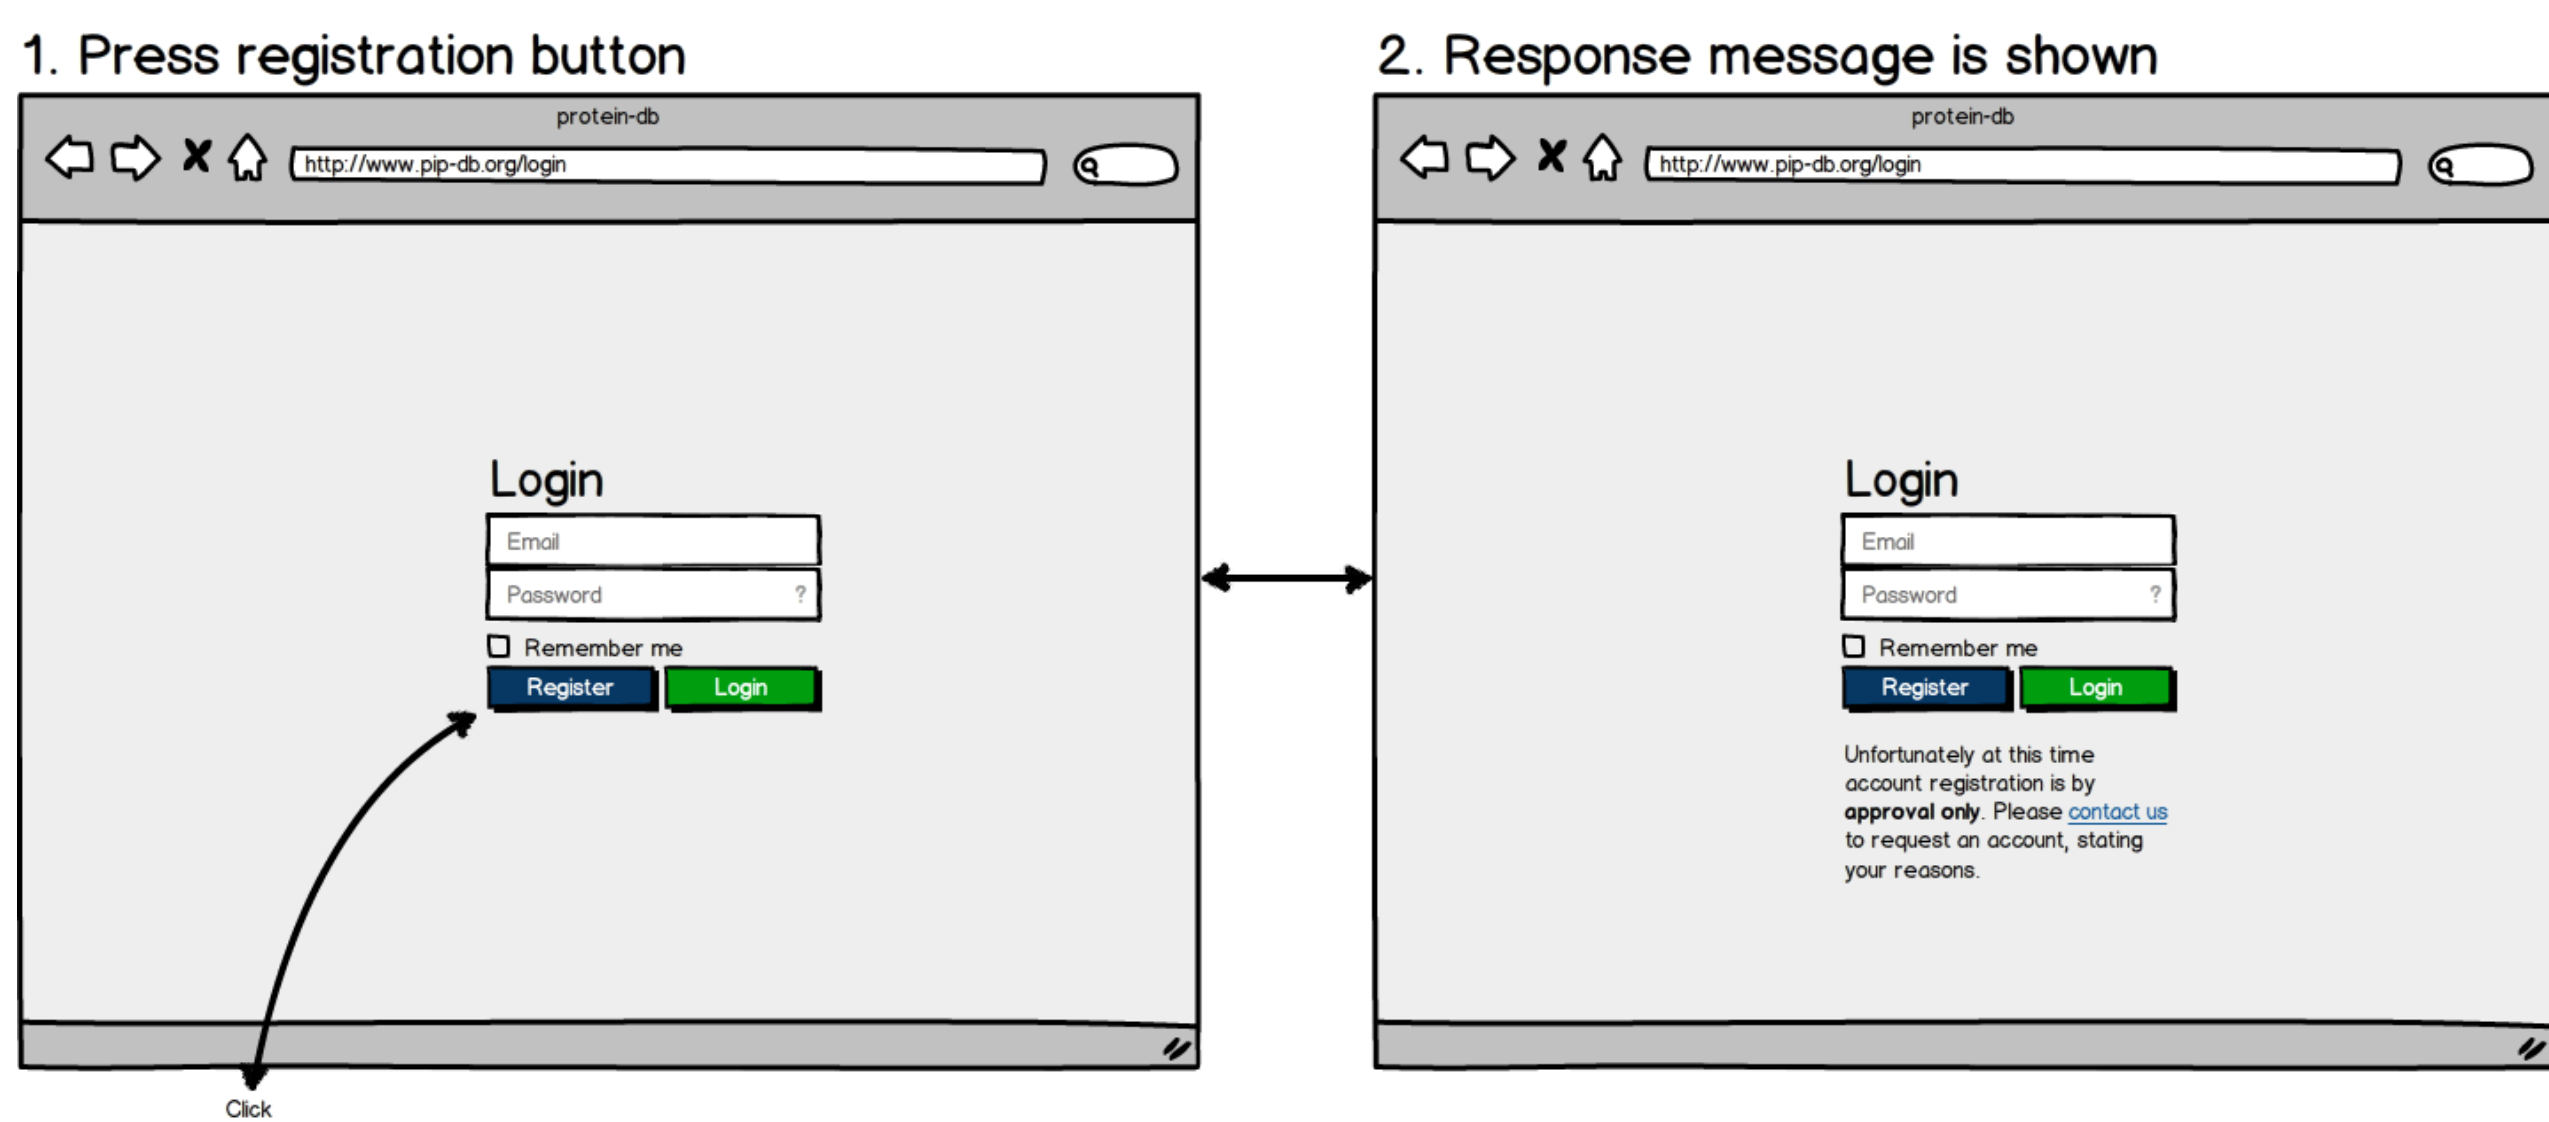 1. Press registration button
protein-db
http://www.pip-db.org/login
Login
Email
Password ?
Remember me
Register Login
Click
2. Response message is shown
protein-db
http://www.pip-db.org/login
Login
Email
Password ?
Remember me
Register Login
Unfortunately at this time
account registration is by
approval only. Please contact us
to request an account, stating
your reasons.